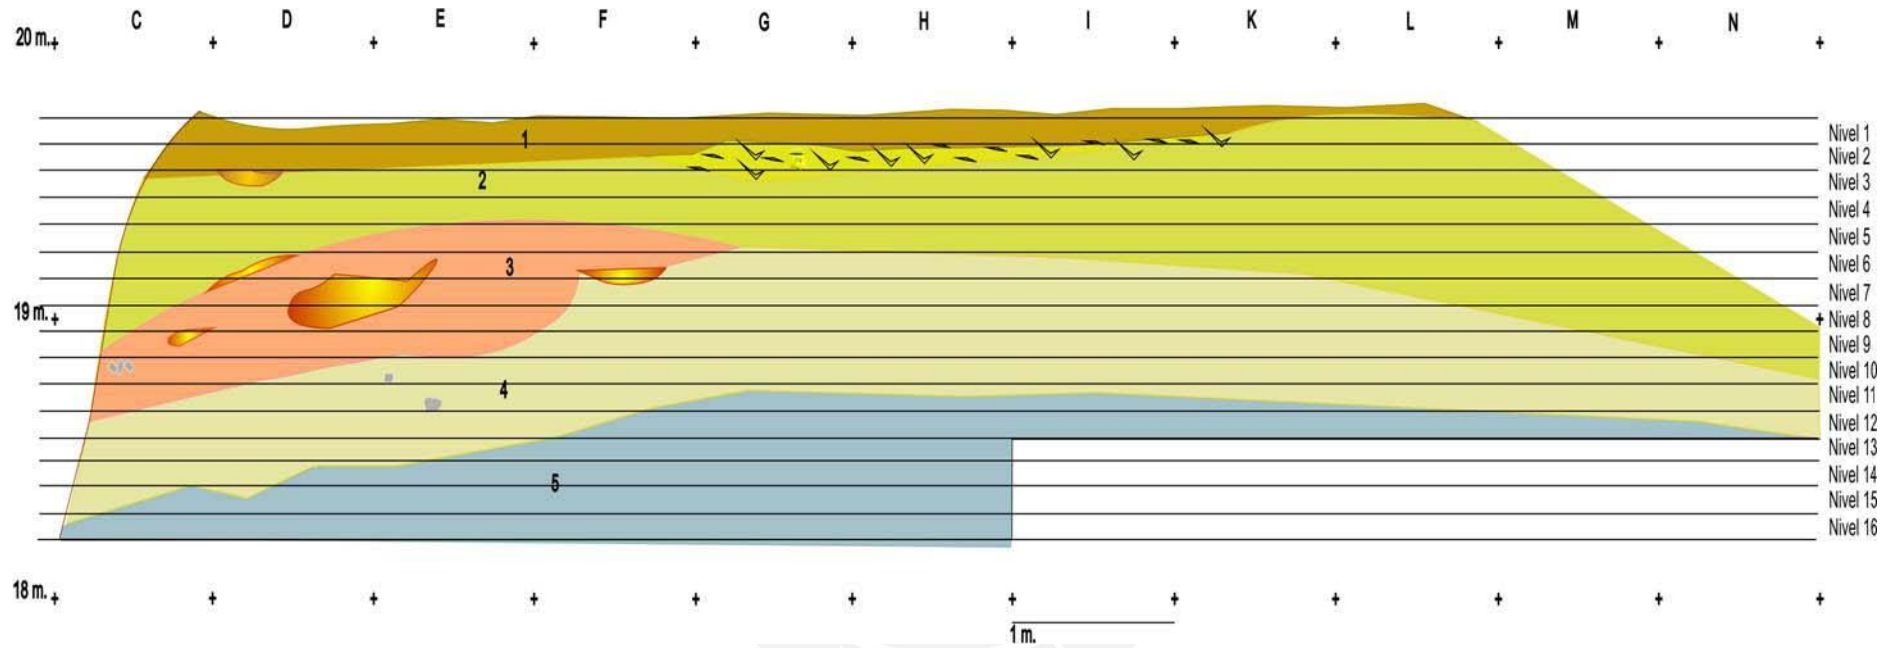 C D E F G H I K L M N
20 m.
1
Nivel 1
Nivel 2
2
Nivel 3
Nivel 4
Nivel 5
3
Nivel 6
Nivel 7
19 m.
Nivel 8
Nivel 9
Nivel 10
4
Nivel 11
Nivel 12
Nivel 13
5
Nivel 14
Nivel 15
Nivel 16
18 m.
1 m.